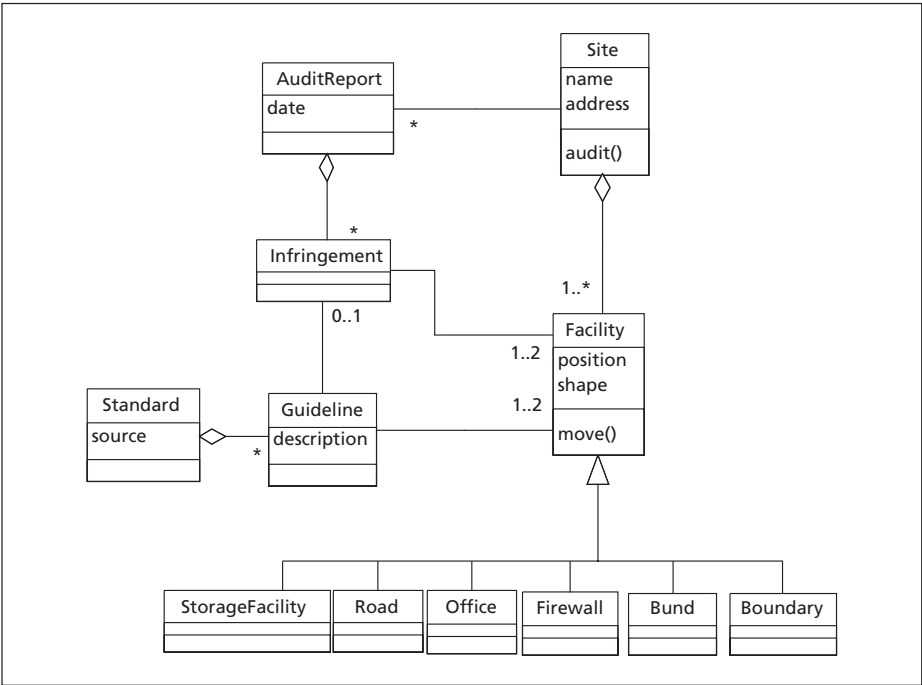 Site
name
address
audit()
AuditReport
date
*
*
Infringement
0..1
1..*
Facility
position
shape
move()
1..2
1..2
Standard
source
*
Guideline
description
StorageFacility
Road
Office
Firewall
Bund
Boundary